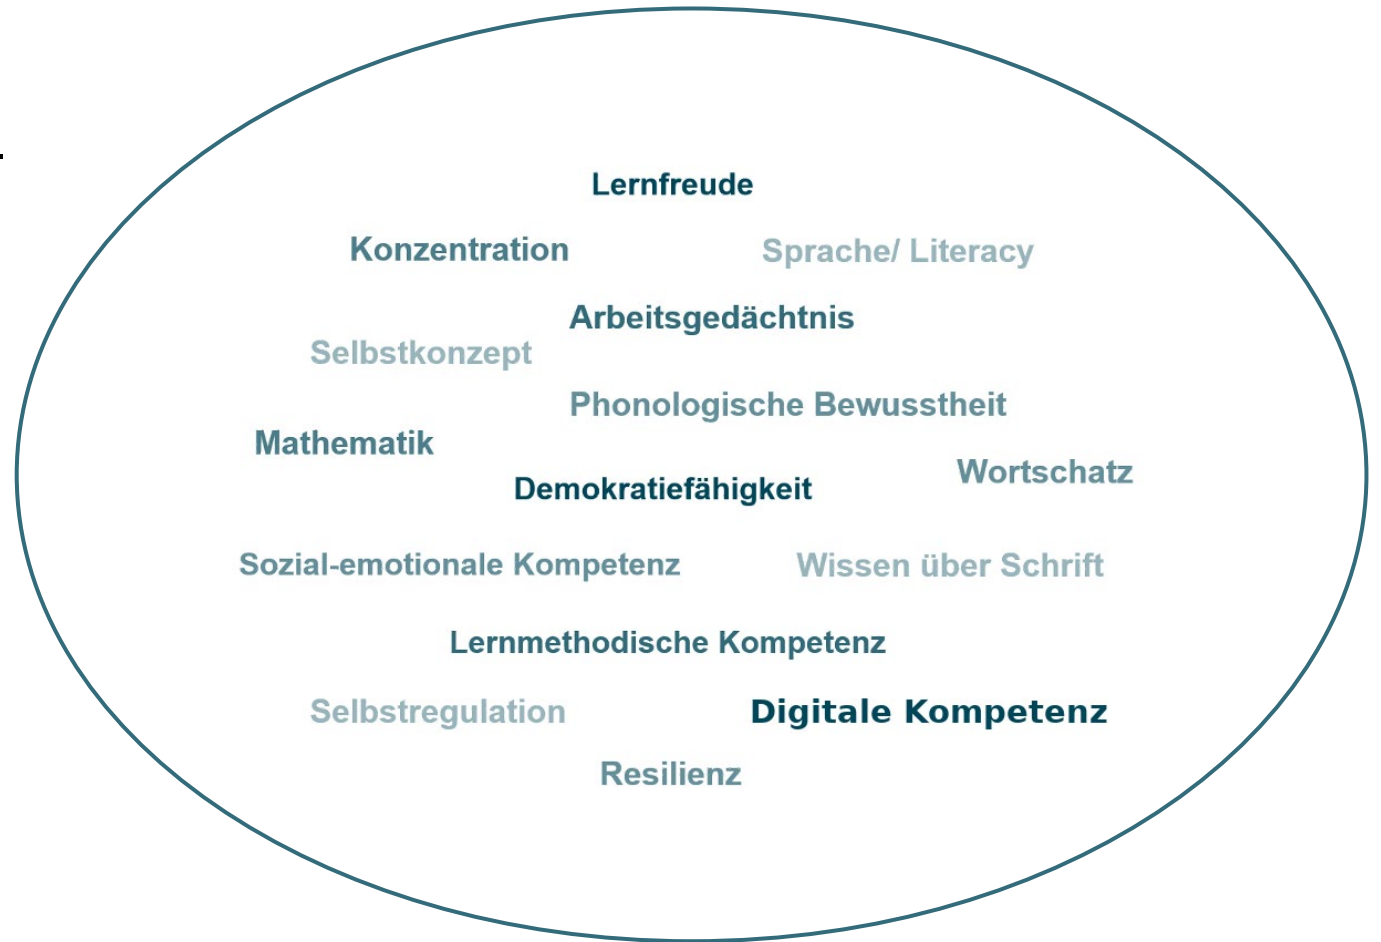 Lernfreude
Konzentration
Sprache/ Literacy
Arbeitsgedächtnis
Selbstkonzept
Phonologische Bewusstheit
Mathematik
Wortschatz
Demokratiefähigkeit
Sozial-emotionale Kompetenz
Wissen über Schrift
Lernmethodische Kompetenz
Selbstregulation
Digitale Kompetenz
Resilienz